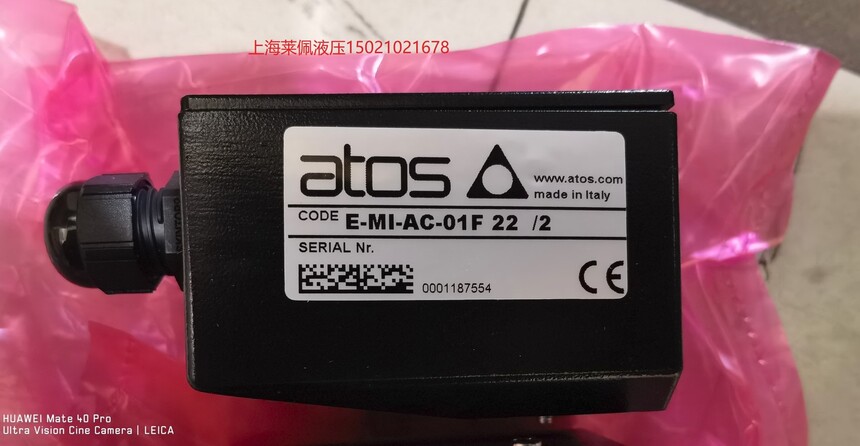 上海莱佩液压15021021678
atos
www.atos.com
made in Italy
CODE E-MI-AC-01F 22 /2
SERIAL Nr.
0001187554
CE
HUAWEI Mate 40 Pro
Ultra Vision Cine Camera | LEICA